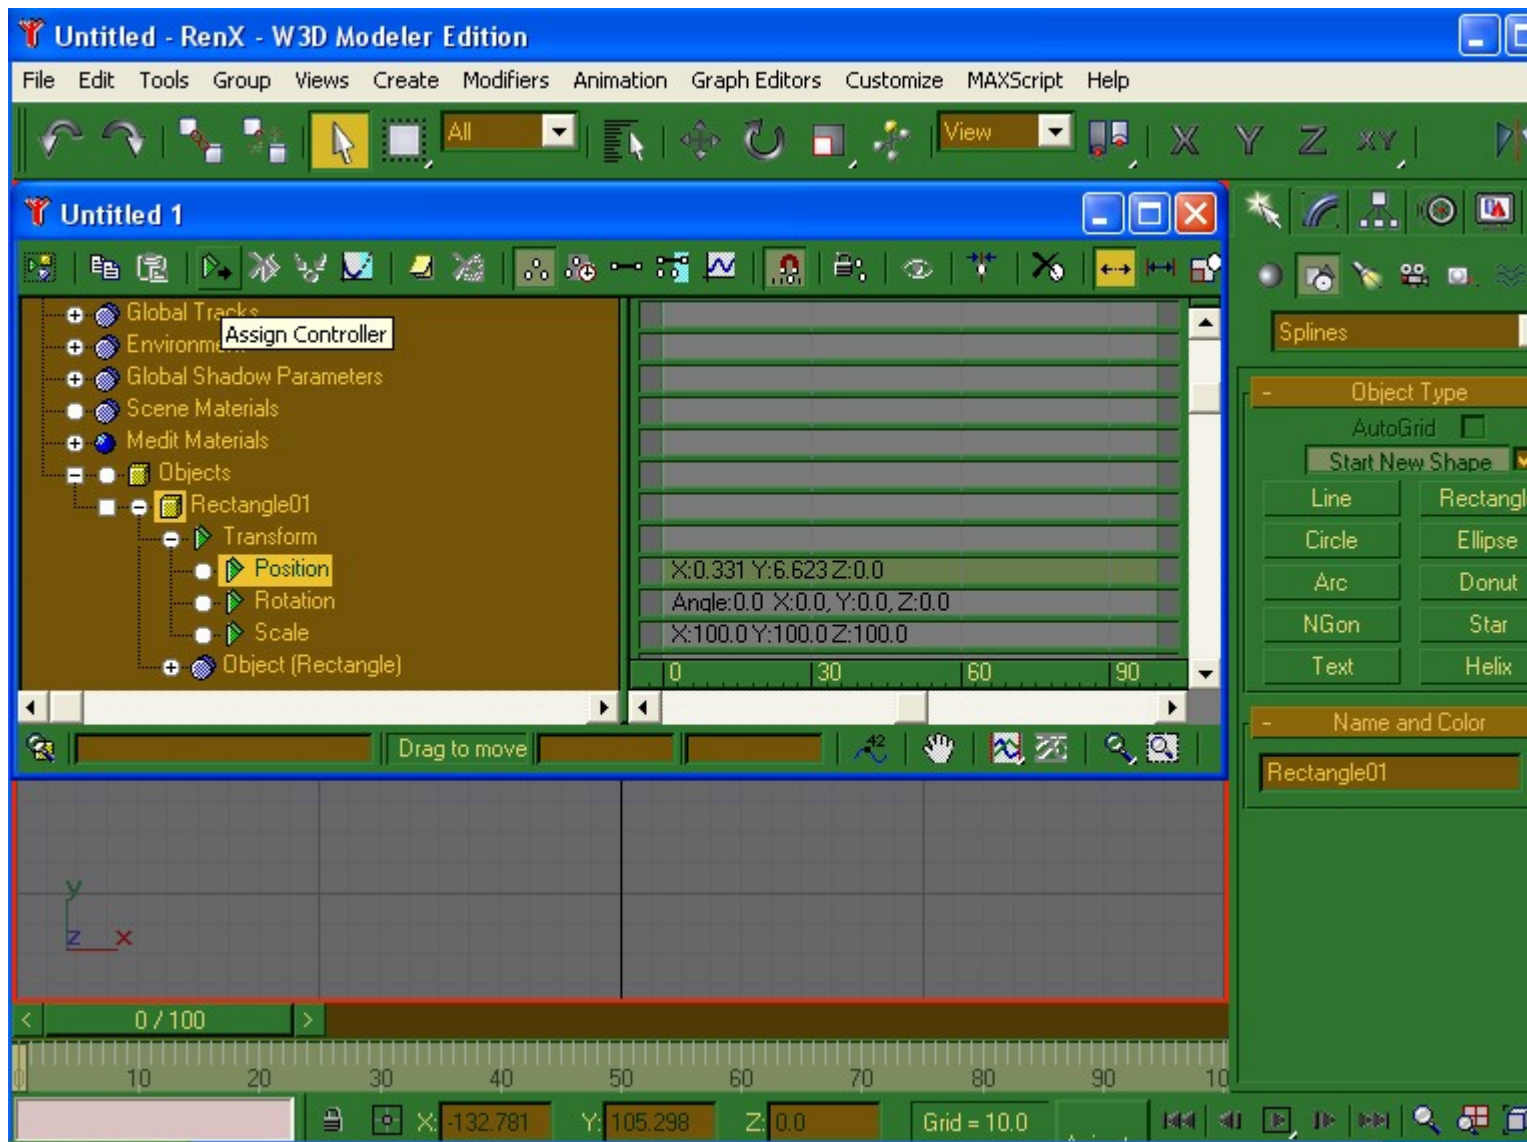 Untitled - RenX - W3D Modeler Edition
File Edit Tools Group Views Create Modifiers Animation Graph Editors Customize MAXScript Help
All View X Y Z XY
Untitled 1
Global Tracks
Assign Controller
Environment
Global Shadow Parameters
Scene Materials
Medit Materials
Objects
Rectangle01
Transform
Position X:0.331 Y:6.623 Z:0.0
Rotation Angle:0.0 X:0.0, Y:0.0, Z:0.0
Scale X:100.0 Y:100.0 Z:100.0
Object (Rectangle)
0 30 60 90
Drag to move 42
Splines
- Object Type
AutoGrid
Start New Shape
Line Rectangl
Circle Ellipse
Arc Donut
NGon Star
Text Helix
- Name and Color
Rectangle01
y
z x
< 0 / 100 >
0 10 20 30 40 50 60 70 80 90 10
X: -132.781 Y: 105.298 Z: 0.0 Grid = 10.0